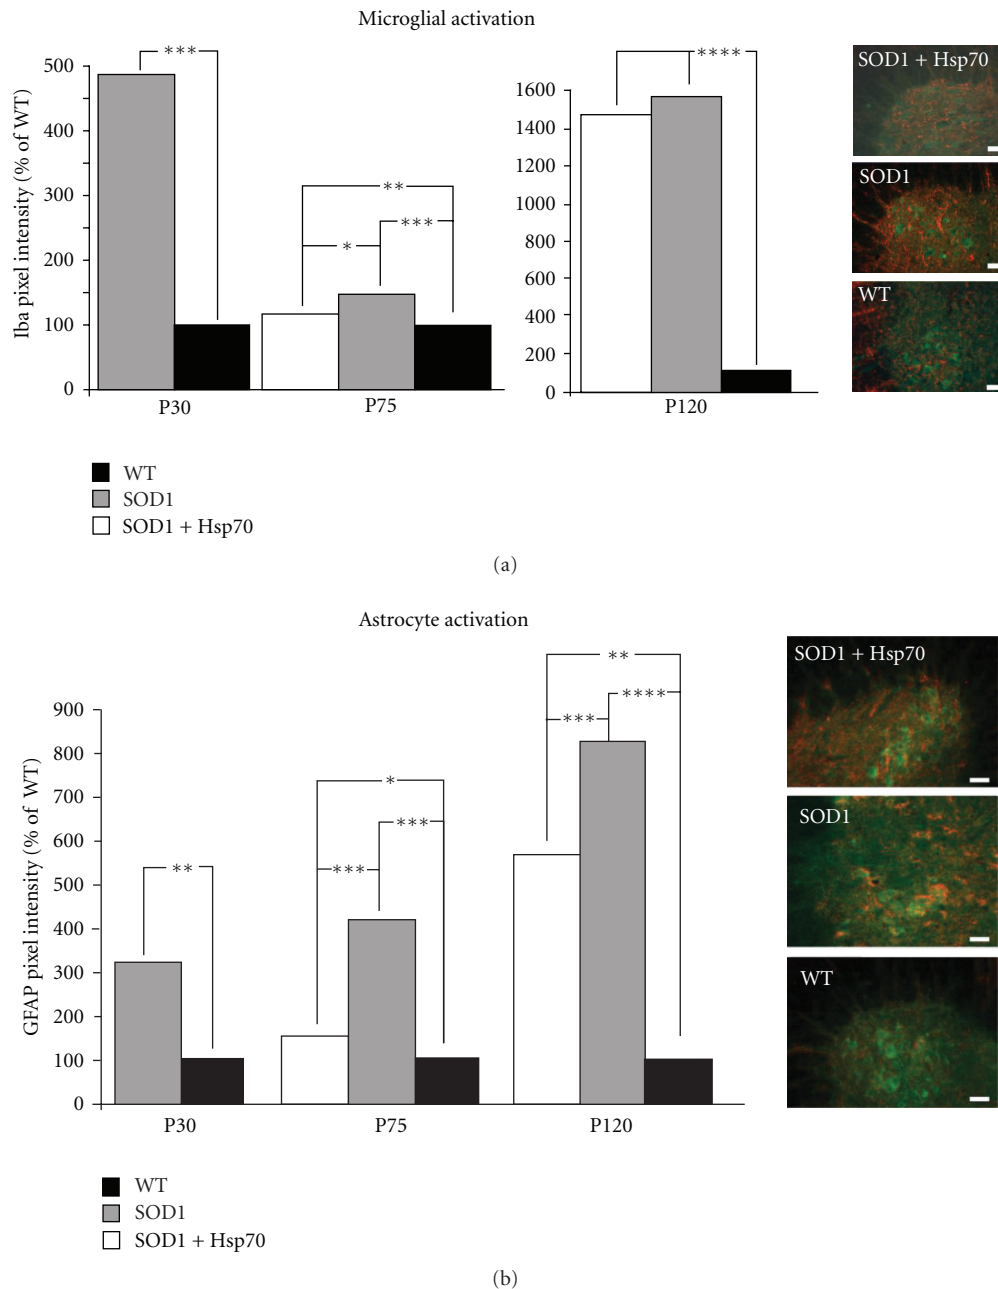 Microglial activation
Iba pixel intensity (% of WT)
500
400
300
200
100
0
***
*
**
***
P30
P75
1600
1400
1200
1000
800
600
400
200
0
****
P120
SOD1 + Hsp70
SOD1
WT
WT
SOD1
SOD1 + Hsp70
(a)
Astrocyte activation
GFAP pixel intensity (% of WT)
900
800
700
600
500
400
300
200
100
0
**
*
***
***
**
***
****
P30
P75
P120
SOD1 + Hsp70
SOD1
WT
WT
SOD1
SOD1 + Hsp70
(b)